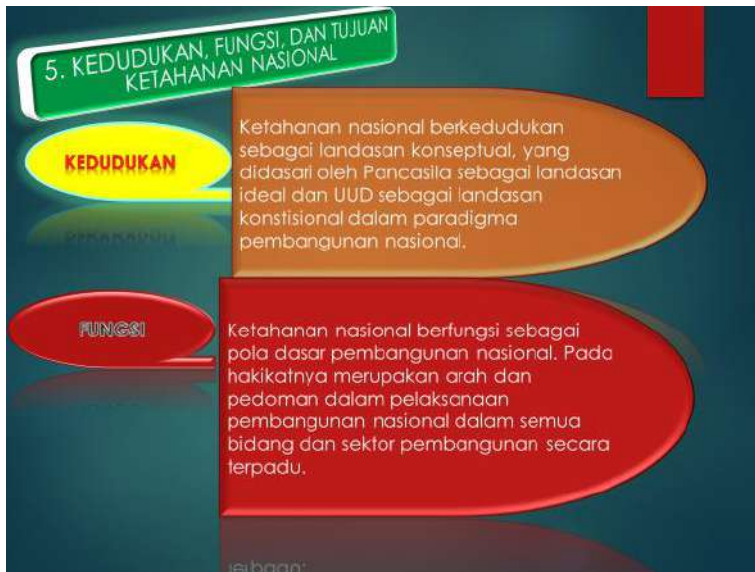 5. KEDUDUKAN, FUNGSI, DAN TUJUAN
KETAHANAN NASIONAL
KEDUDUKAN
Ketahanan nasional berkedudukan
sebagai landasan konseptual, yang
didasari oleh Pancasila sebagai landasan
ideal dan UUD sebagai landasan
konstisional dalam paradigma
pembangunan nasional.
FUNGSI
Ketahanan nasional berfungsi sebagai
pola dasar pembangunan nasional. Pada
hakikatnya merupakan arah dan
pedoman dalam pelaksanaan
pembangunan nasional dalam semua
bidang dan sektor pembangunan secara
terpadu.